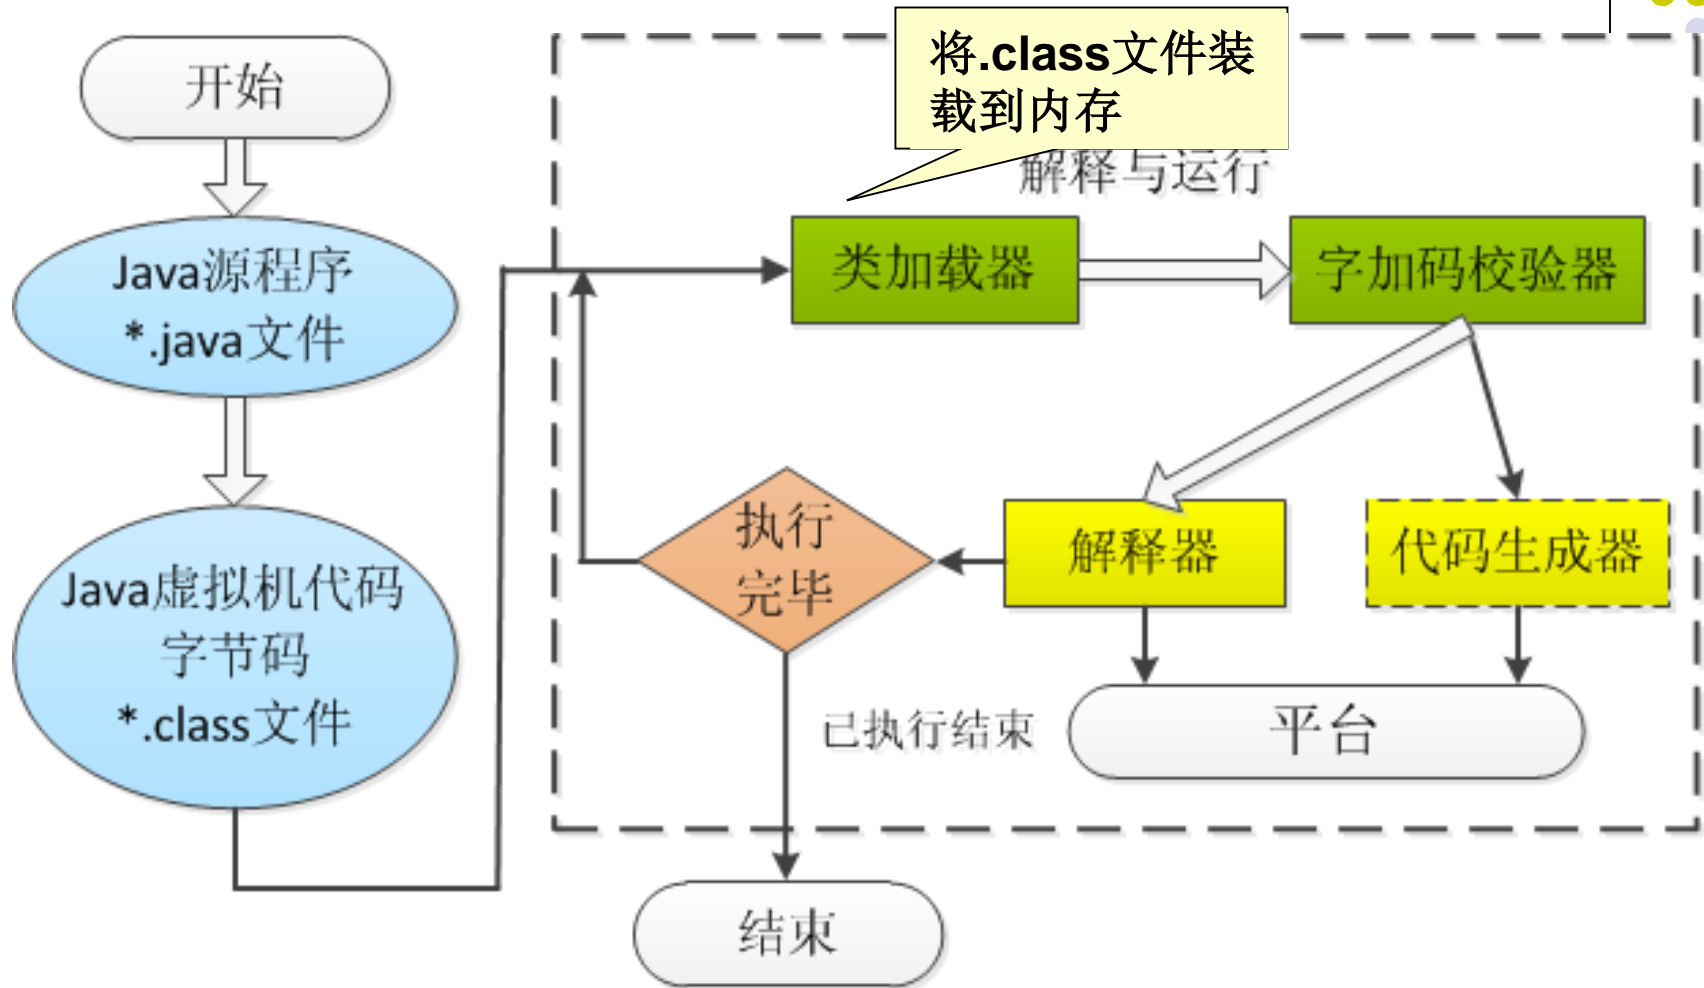 开始
Java源程序
*.java文件
Java虚拟机代码
字节码
*.class文件
将.class文件装
载到内存
解释与运行
类加载器
字加码校验器
执行
完毕
解释器
代码生成器
已执行结束
平台
结束